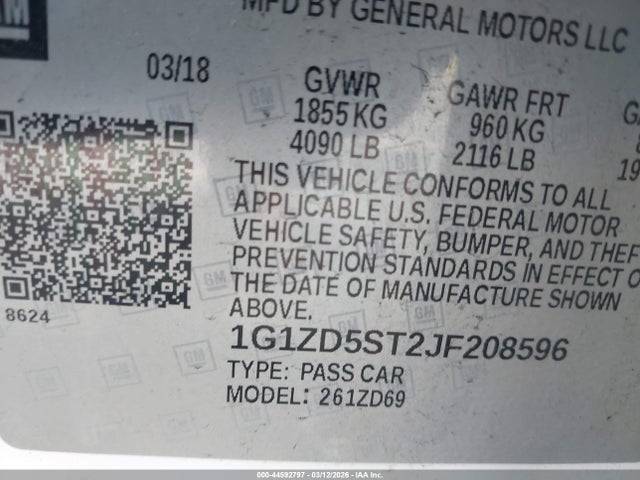 GM
MFD BY GENERAL MOTORS LLC
03/18 GVWR GAWR FRT
1855 KG 960 KG
4090 LB 2116 LB 19
THIS VEHICLE CONFORMS TO ALL
APPLICABLE U.S. FEDERAL MOTOR
VEHICLE SAFETY, BUMPER, AND THEF
PREVENTION STANDARDS IN EFFECT O
THE DATE OF MANUFACTURE SHOWN
ABOVE.
8624
1G1ZD5ST2JF208596
TYPE: PASS CAR
MODEL: 261ZD69
000-44592797 - 03/12/2026 - IAA Inc.